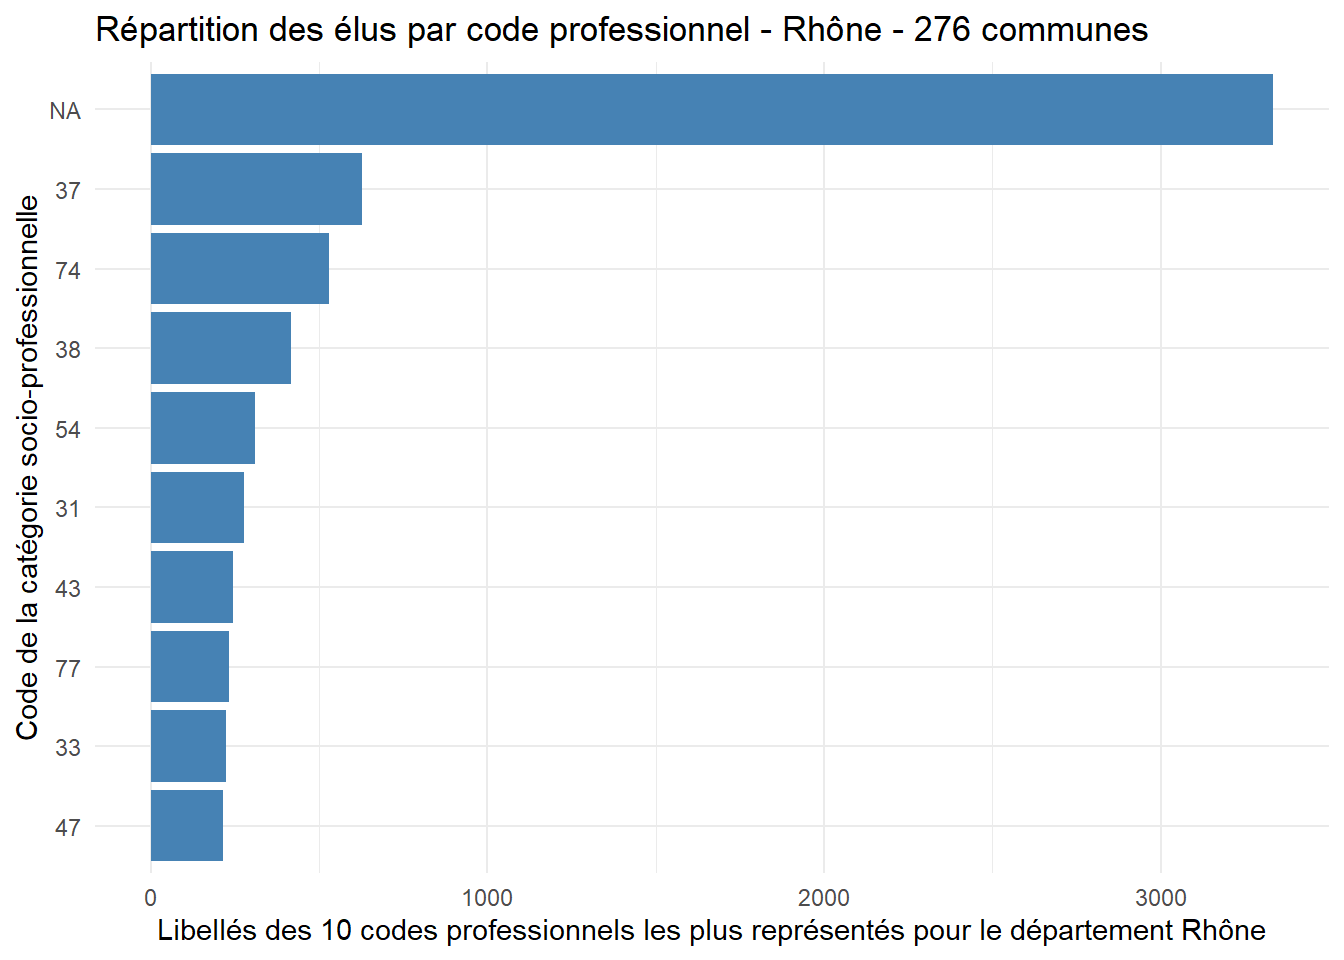 Répartition des élus par code professionnel - Rhône - 276 communes
Code de la catégorie socio-professionnelle
NA
37
74
38
54
31
43
77
33
47
0 1000 2000 3000
Libellés des 10 codes professionnels les plus représentés pour le département Rhône